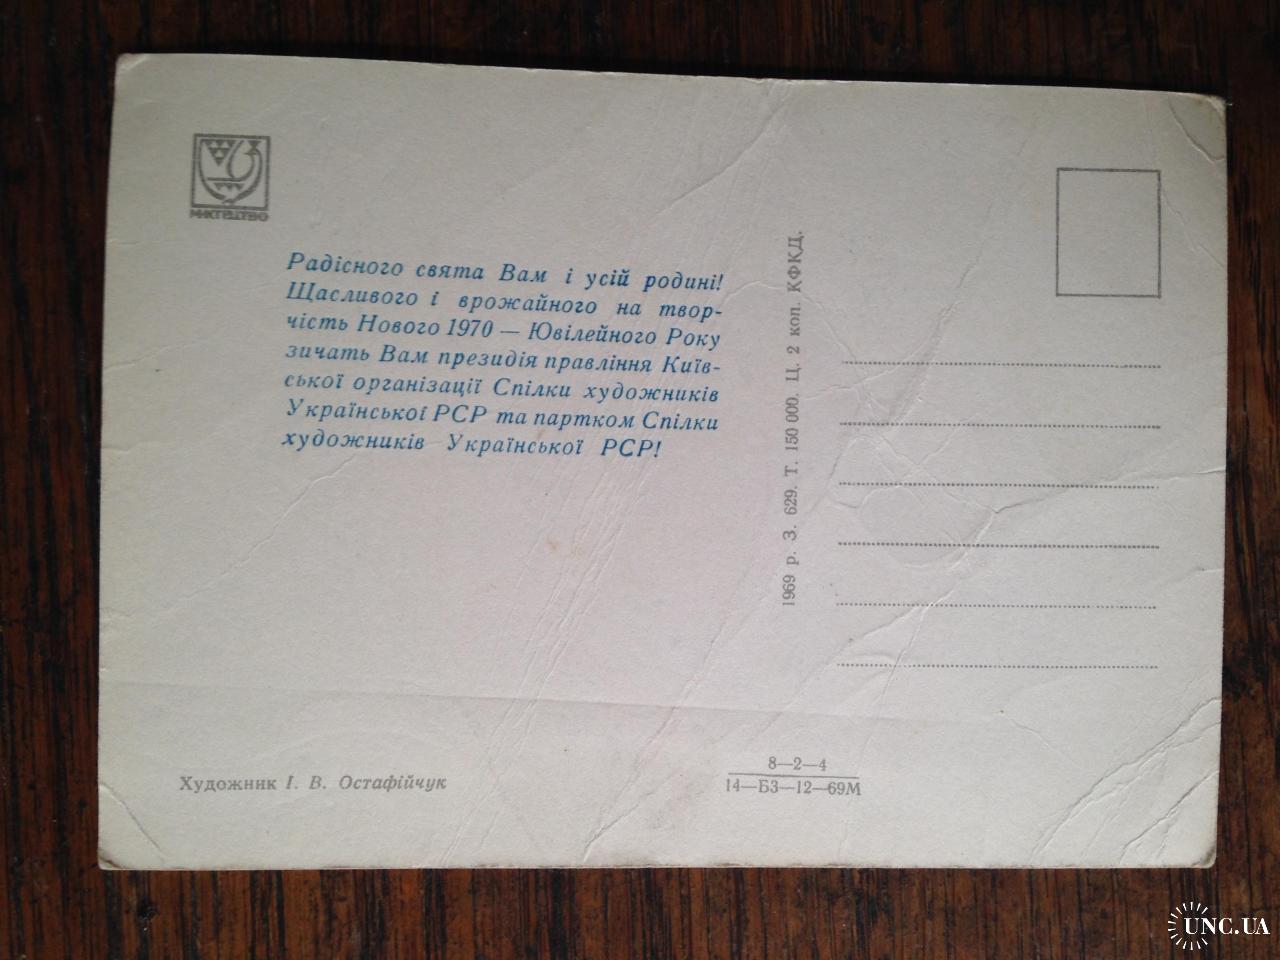 МИСТЕЦТВО
Радісного свята Вам і усій родині!
Щасливого і врожайного на твор-
чість Нового 1970 — Ювілейного Року
зичать Вам президія правління Київ-
ської організації Спілки художників
Української РСР та партком Спілки
художників Української РСР!
1969 р. З. 629. Т. 150 000. Ц. 2 коп. КФКД.
Художник І. В. Остафійчук
8—2—4
14—БЗ—12—69М
UNC.UA